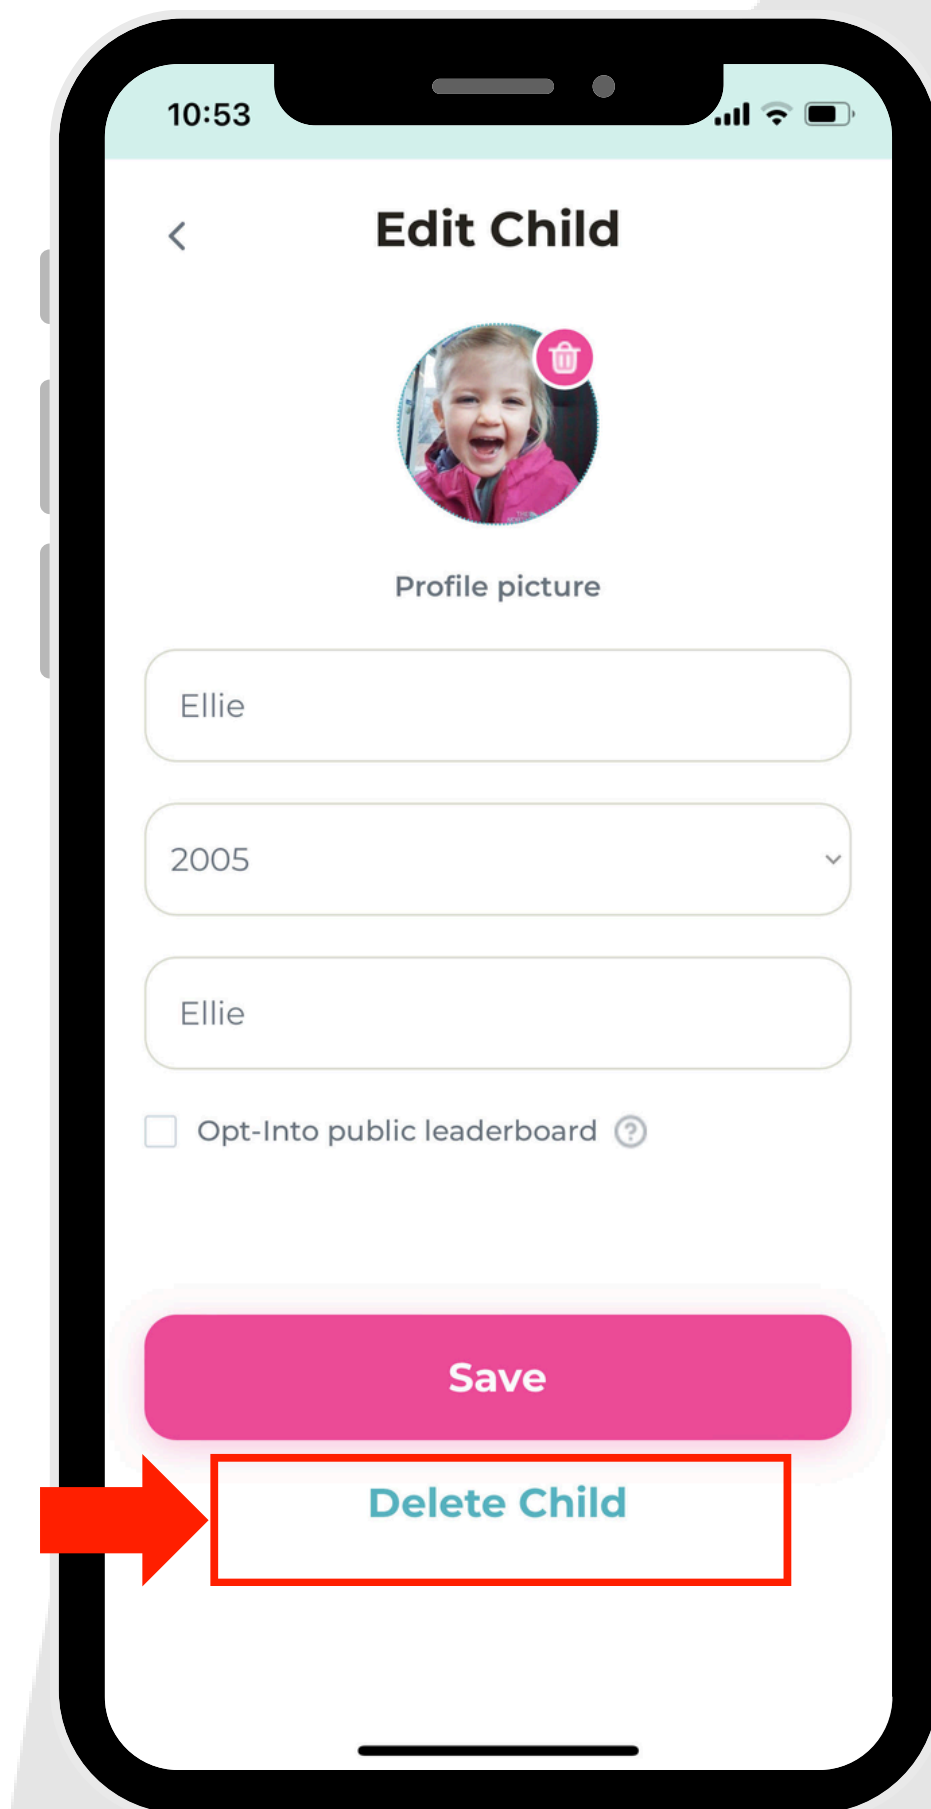 10:53
Edit Child
Profile picture
Ellie
2005
Ellie
Opt-Into public leaderboard ?
Save
Delete Child